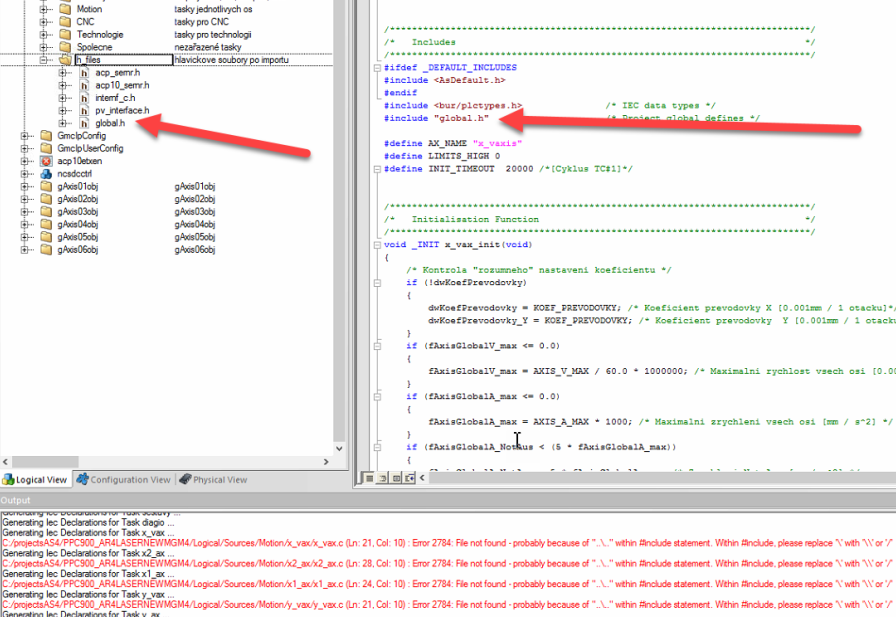 Motion tasky jednotlivych os
CNC tasky pro CNC
Technologie tasky pro technologii
Spolecne nezařazené tasky
h_files hlavickove soubory po importu
acp_semr.h
acp10_semr.h
internf_c.h
pv_interface.h
global.h
GmcIpConfig
GmcIpUserConfig
acp10etxen
ncsdcctrl
gAxis01obj gAxis01obj
gAxis02obj gAxis02obj
gAxis03obj gAxis03obj
gAxis04obj gAxis04obj
gAxis05obj gAxis05obj
gAxis06obj gAxis06obj
Logical View Configuration View Physical View
/****************************************************************************/
/* Includes */
/****************************************************************************/
#ifdef _DEFAULT_INCLUDES
#include <AsDefault.h>
#endif
#include <bur/plctypes.h> /* IEC data types */
#include "global.h" /* Project global defines */
#define AX_NAME "x_vaxis"
#define LIMITS_HIGH 0
#define INIT_TIMEOUT 20000 /*[Cyklus TC#1]*/
/****************************************************************************/
/* Initialisation Function */
/****************************************************************************/
void _INIT x_vax_init(void)
{
/* Kontrola "rozumneho" nastaveni koeficientu */
if (!dwKoefPrevodovky)
{
dwKoefPrevodovky = KOEF_PREVODOVKY; /* Koeficient prevodovky X [0.001mm / 1 otacku]*/
dwKoefPrevodovky_Y = KOEF_PREVODOVKY; /* Koeficient prevodovky Y [0.001mm / 1 otacku
}
if (fAxisGlobalV_max <= 0.0)
{
fAxisGlobalV_max = AXIS_V_MAX / 60.0 * 1000000; /* Maximalni rychlost vsech osi [0.00
}
if (fAxisGlobalA_max <= 0.0)
{
fAxisGlobalA_max = AXIS_A_MAX * 1000; /* Maximalni zrychleni vsech osi [mm / s^2] */
}
if (fAxisGlobalA_NotAus < (5 * fAxisGlobalA_max))
{
Output
Generating Iec Declarations for Task sestavy ...
Generating Iec Declarations for Task diagio ...
Generating Iec Declarations for Task x_vax ...
C:/projectsAS4/PPC900_AR4LASERNEWMGM4/Logical/Sources/Motion/x_vax/x_vax.c (Ln: 21, Col: 10) : Error 2784: File not found - probably because of "..\.." within #include statement. Within #include, please replace '\' with '\\' or '/'
Generating Iec Declarations for Task x2_ax ...
C:/projectsAS4/PPC900_AR4LASERNEWMGM4/Logical/Sources/Motion/x2_ax/x2_ax.c (Ln: 28, Col: 10) : Error 2784: File not found - probably because of "..\.." within #include statement. Within #include, please replace '\' with '\\' or '/'
Generating Iec Declarations for Task x1_ax ...
C:/projectsAS4/PPC900_AR4LASERNEWMGM4/Logical/Sources/Motion/x1_ax/x1_ax.c (Ln: 24, Col: 10) : Error 2784: File not found - probably because of "..\.." within #include statement. Within #include, please replace '\' with '\\' or '/'
Generating Iec Declarations for Task y_vax ...
C:/projectsAS4/PPC900_AR4LASERNEWMGM4/Logical/Sources/Motion/y_vax/y_vax.c (Ln: 21, Col: 10) : Error 2784: File not found - probably because of "..\.." within #include statement. Within #include, please replace '\' with '\\' or '/'
Generating Iec Declarations for Task y_ax ...